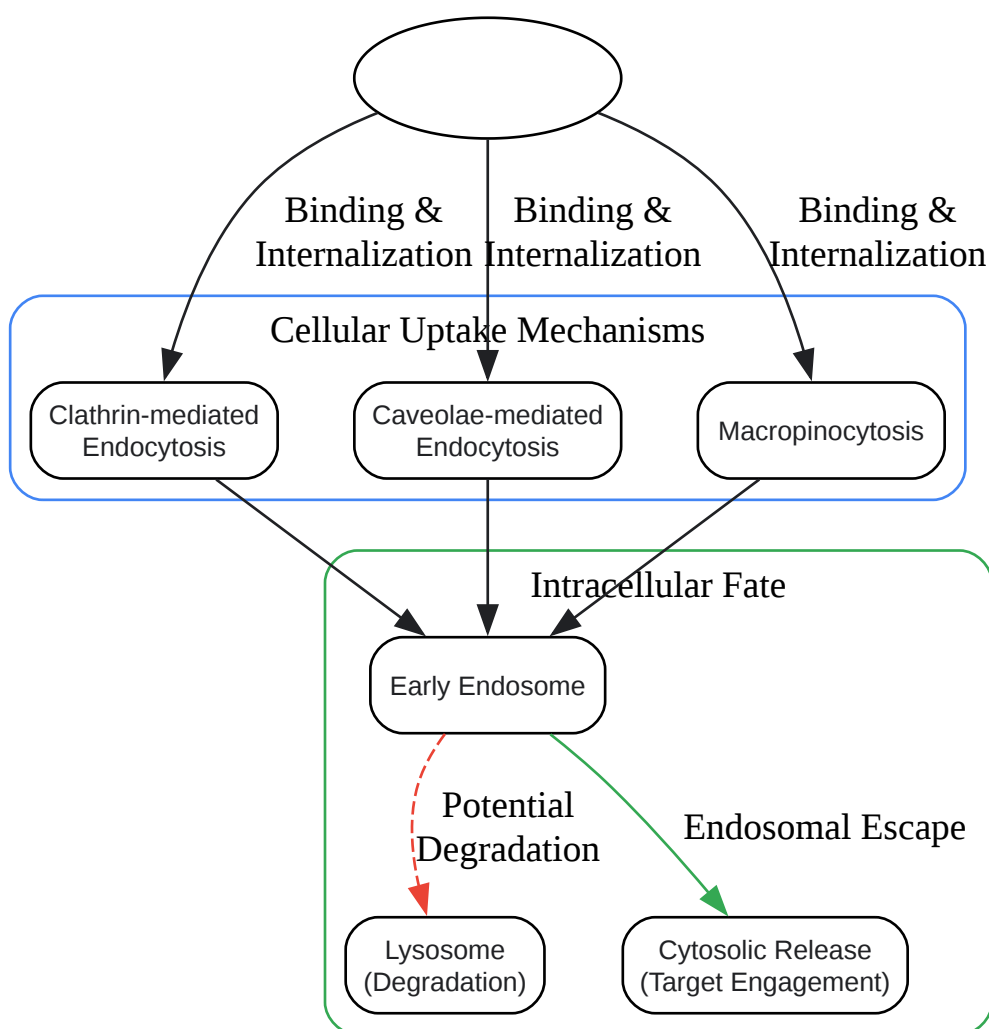 Binding &
Internalization
Binding &
Internalization
Binding &
Internalization
Cellular Uptake Mechanisms
Clathrin-mediated
Endocytosis
Caveolae-mediated
Endocytosis
Macropinocytosis
Intracellular Fate
Early Endosome
Potential
Degradation
Endosomal Escape
Lysosome
(Degradation)
Cytosolic Release
(Target Engagement)